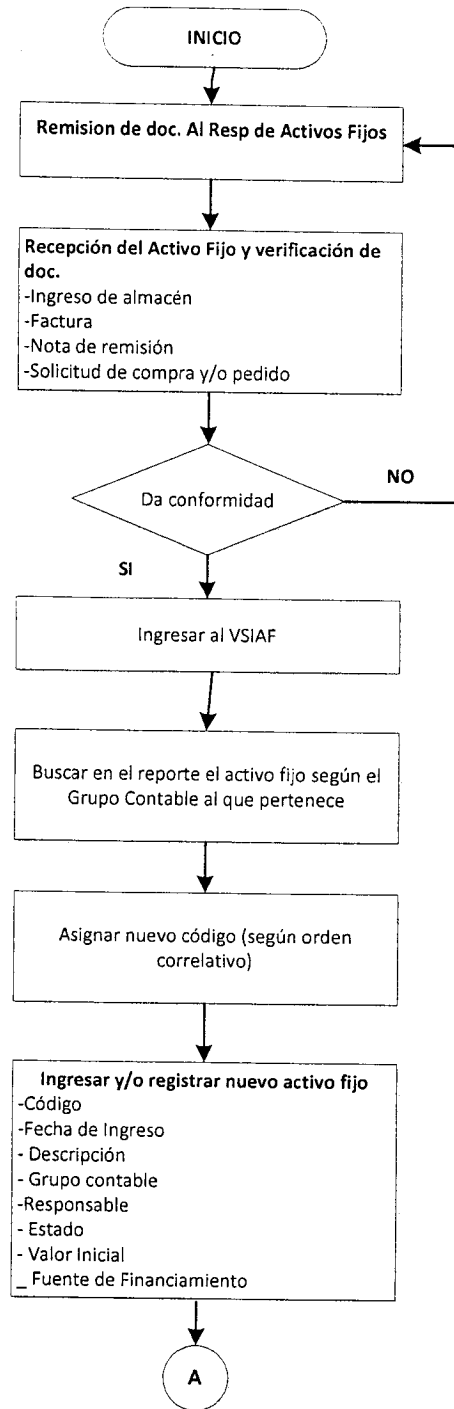 INICIO
Remision de doc. Al Resp de Activos Fijos
Recepción del Activo Fijo y verificación de
doc.
-Ingreso de almacén
-Factura
-Nota de remisión
-Solicitud de compra y/o pedido
Da conformidad
NO
SI
Ingresar al VSIAF
Buscar en el reporte el activo fijo según el
Grupo Contable al que pertenece
Asignar nuevo código (según orden
correlativo)
Ingresar y/o registrar nuevo activo fijo
-Código
-Fecha de Ingreso
- Descripción
- Grupo contable
-Responsable
- Estado
- Valor Inicial
_ Fuente de Financiamiento
A